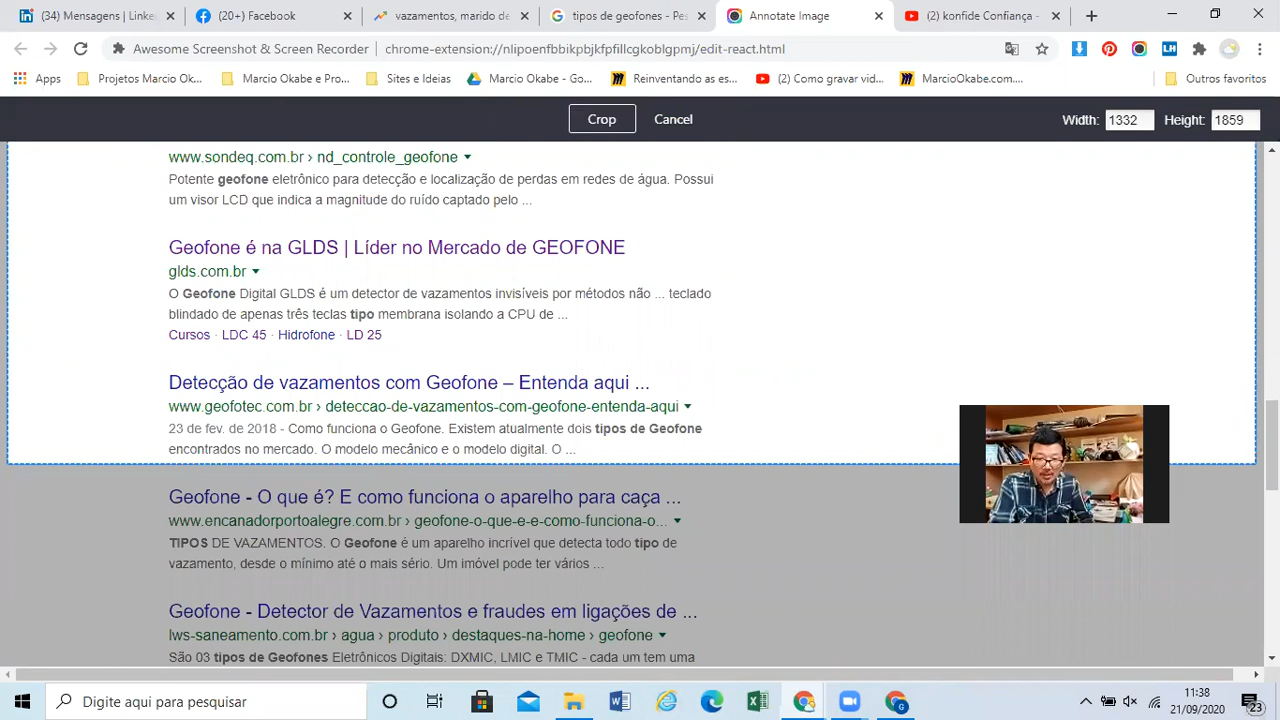 (34) Mensagens | Linke
(20+) Facebook
vazamentos, marido de
tipos de geofones - Pes
Annotate Image
(2) konfide Confiança -
Awesome Screenshot & Screen Recorder
chrome-extension://nlipoenfbbikpbjkfpfillcgkoblgpmj/edit-react.html
Apps
Projetos Marcio Ok...
Marcio Okabe e Pro...
Sites e Ideias
Marcio Okabe - Go...
Reinventando as es...
(2) Como gravar vid...
MarcioOkabe.com....
Outros favoritos
Crop
Cancel
Width: 1332
Height: 1859
www.sondeq.com.br › nd_controle_geofone
Potente geofone eletrônico para detecção e localização de perdas em redes de água. Possui
um visor LCD que indica a magnitude do ruído captado pelo ...
Geofone é na GLDS | Líder no Mercado de GEOFONE
glds.com.br
O Geofone Digital GLDS é um detector de vazamentos invisíveis por métodos não ... teclado
blindado de apenas três teclas tipo membrana isolando a CPU de ...
Cursos · LDC 45 · Hidrofone · LD 25
Detecção de vazamentos com Geofone – Entenda aqui ...
www.geofotec.com.br › deteccao-de-vazamentos-com-geofone-entenda-aqui
23 de fev. de 2018 - Como funciona o Geofone. Existem atualmente dois tipos de Geofone
encontrados no mercado. O modelo mecânico e o modelo digital. O ...
Geofone - O que é? E como funciona o aparelho para caça ...
www.encanadorportoalegre.com.br › geofone-o-que-e-e-como-funciona-o...
TIPOS DE VAZAMENTOS. O Geofone é um aparelho incrivel que detecta todo tipo de
vazamento, desde o mínimo até o mais sério. Um imóvel pode ter vários ...
Geofone - Detector de Vazamentos e fraudes em ligações de ...
lws-saneamento.com.br › agua › produto › destaques-na-home › geofone
São 03 tipos de Geofones Eletrônicos Digitais: DXMIC, LMIC e TMIC - cada um tem uma
Digite aqui para pesquisar
11:38
21/09/2020
23